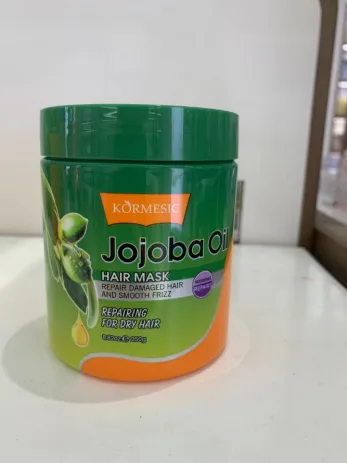 KORMESIC
Jojoba Oil
HAIR MASK
REPAIR DAMAGED HAIR
AND SMOOTH FRIZZ
REPAIRING
FOR DRY HAIR